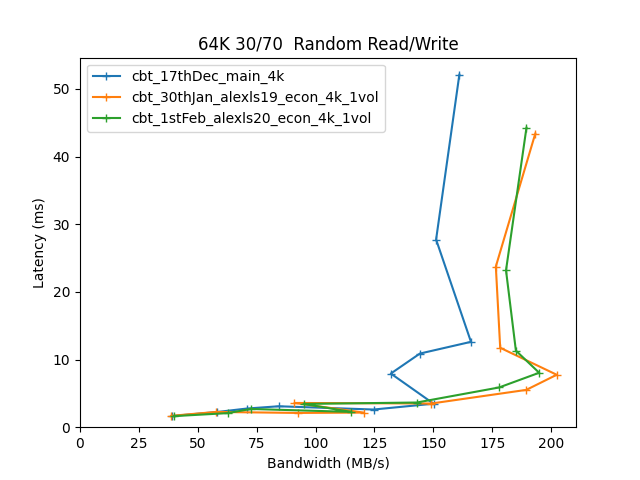 64K 30/70  Random Read/Write
cbt_17thDec_main_4k
cbt_30thJan_alexls19_econ_4k_1vol
cbt_1stFeb_alexls20_econ_4k_1vol
Latency (ms)
50
40
30
20
10
0
0 25 50 75 100 125 150 175 200
Bandwidth (MB/s)